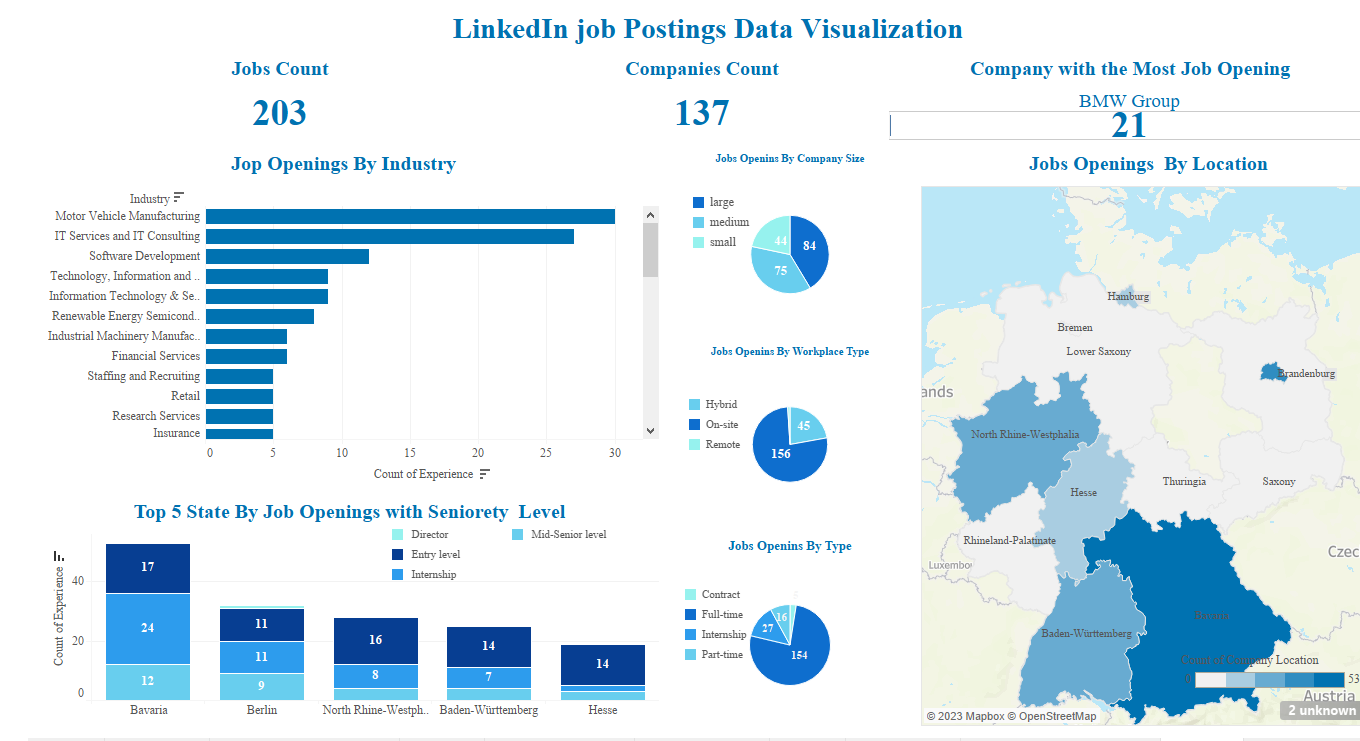 LinkedIn job Postings Data Visualization
Jobs Count
Companies Count
Company with the Most Job Opening
203
137
BMW Group
21
Jop Openings By Industry
Industry
Motor Vehicle Manufacturing
IT Services and IT Consulting
Software Development
Technology, Information and ..
Information Technology & Se..
Renewable Energy Semicond..
Industrial Machinery Manufac..
Financial Services
Staffing and Recruiting
Retail
Research Services
Insurance
0 5 10 15 20 25 30
Count of Experience
Jobs Openins By Company Size
large
medium
small
44
84
75
Jobs Openins By Workplace Type
Hybrid
On-site
Remote
45
156
Jobs Openins By Type
Contract
Full-time
Internship
Part-time
16
27
154
Jobs Openings By Location
Hamburg
Bremen
Lower Saxony
Brandenburg
ands
North Rhine-Westphalia
Hesse
Thuringia
Saxony
Rhineland-Palatinate
Luxembo
Czec
Bavaria
Baden-Württemberg
Count of Company Location
0
53
Austria
2 unknown
© 2023 Mapbox © OpenStreetMap
Top 5 State By Job Openings with Seniorety Level
Director
Mid-Senior level
Entry level
Internship
Count of Experience
40
20
0
17
24
12
11
11
9
16
8
14
7
14
Bavaria
Berlin
North Rhine-Westph..
Baden-Württemberg
Hesse